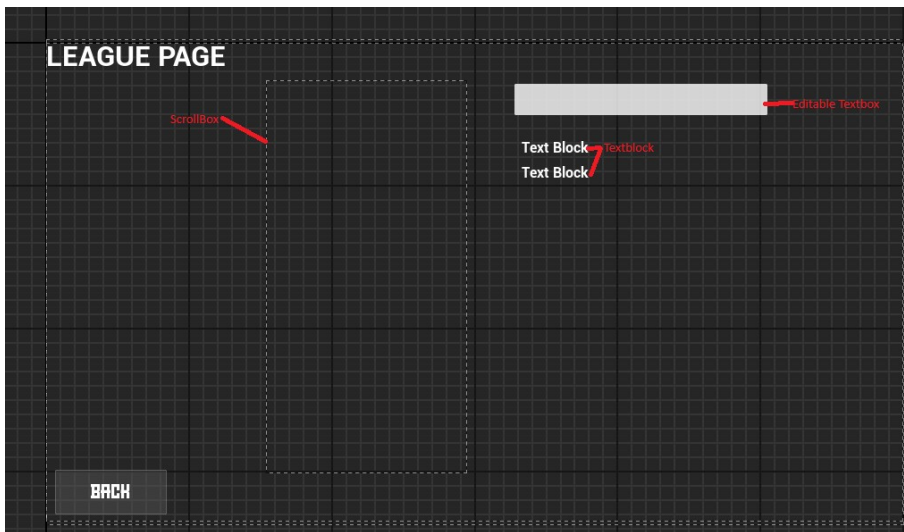 LEAGUE PAGE
Editable Textbox
ScrollBox
Text Block Textblock
Text Block
BACK